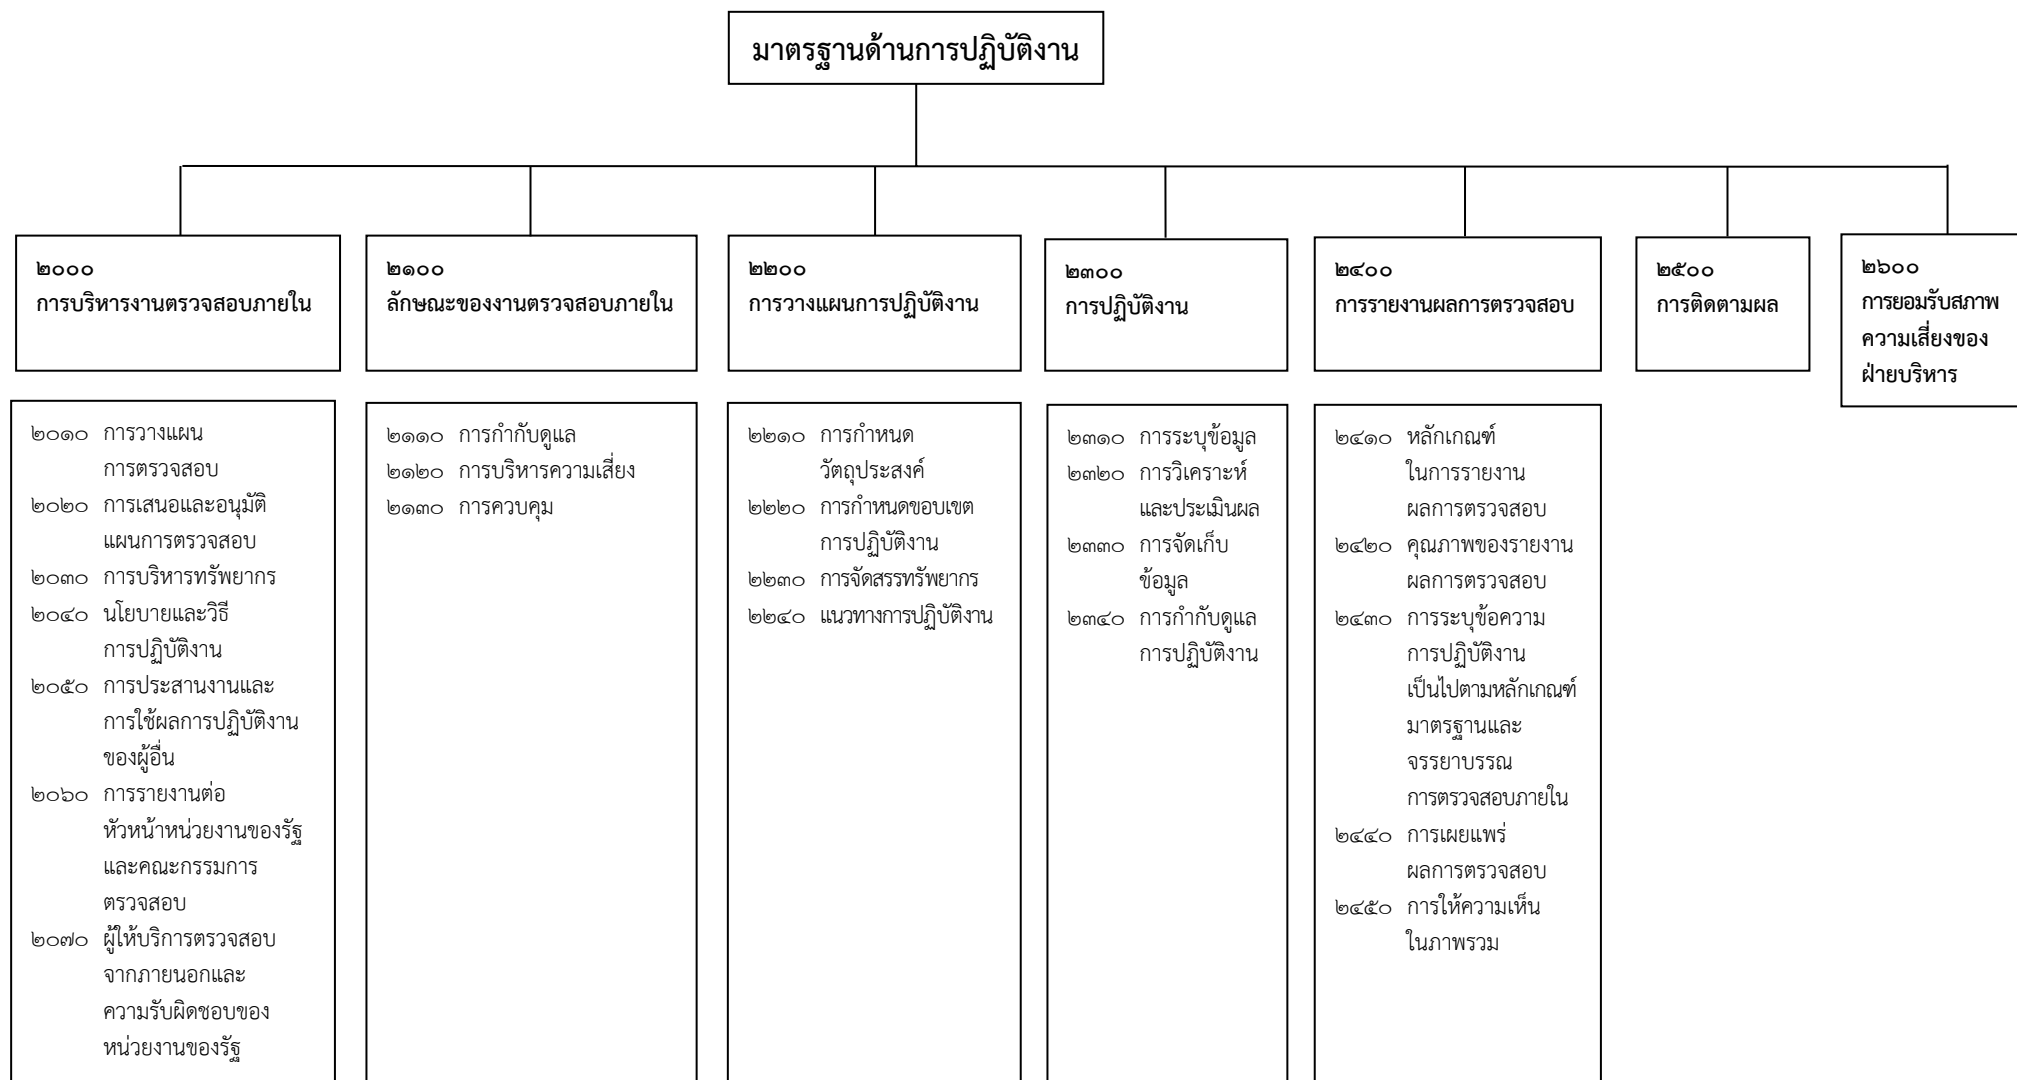 มาตรฐานด้านการปฏิบัติงาน
๒๐๐๐
การบริหารงานตรวจสอบภายใน
๒๑๐๐
ลักษณะของงานตรวจสอบภายใน
๒๒๐๐
การวางแผนการปฏิบัติงาน
๒๓๐๐
การปฏิบัติงาน
๒๔๐๐
การรายงานผลการตรวจสอบ
๒๕๐๐
การติดตามผล
๒๖๐๐
การยอมรับสภาพ
ความเสี่ยงของ
ฝ่ายบริหาร
๒๐๑๐ การวางแผน
การตรวจสอบ
๒๐๒๐ การเสนอและอนุมัติ
แผนการตรวจสอบ
๒๐๓๐ การบริหารทรัพยากร
๒๐๔๐ นโยบายและวิธี
การปฏิบัติงาน
๒๐๕๐ การประสานงานและ
การใช้ผลการปฏิบัติงาน
ของผู้อื่น
๒๐๖๐ การรายงานต่อ
หัวหน้าหน่วยงานของรัฐ
และคณะกรรมการ
ตรวจสอบ
๒๐๗๐ ผู้ให้บริการตรวจสอบ
จากภายนอกและ
ความรับผิดชอบของ
หน่วยงานของรัฐ
๒๑๑๐ การกำกับดูแล
๒๑๒๐ การบริหารความเสี่ยง
๒๑๓๐ การควบคุม
๒๒๑๐ การกำหนด
วัตถุประสงค์
๒๒๒๐ การกำหนดขอบเขต
การปฏิบัติงาน
๒๒๓๐ การจัดสรรทรัพยากร
๒๒๔๐ แนวทางการปฏิบัติงาน
๒๓๑๐ การระบุข้อมูล
๒๓๒๐ การวิเคราะห์
และประเมินผล
๒๓๓๐ การจัดเก็บ
ข้อมูล
๒๓๔๐ การกำกับดูแล
การปฏิบัติงาน
๒๔๑๐ หลักเกณฑ์
ในการรายงาน
ผลการตรวจสอบ
๒๔๒๐ คุณภาพของรายงาน
ผลการตรวจสอบ
๒๔๓๐ การระบุข้อความ
การปฏิบัติงาน
เป็นไปตามหลักเกณฑ์
มาตรฐานและ
จรรยาบรรณ
การตรวจสอบภายใน
๒๔๔๐ การเผยแพร่
ผลการตรวจสอบ
๒๔๕๐ การให้ความเห็น
ในภาพรวม